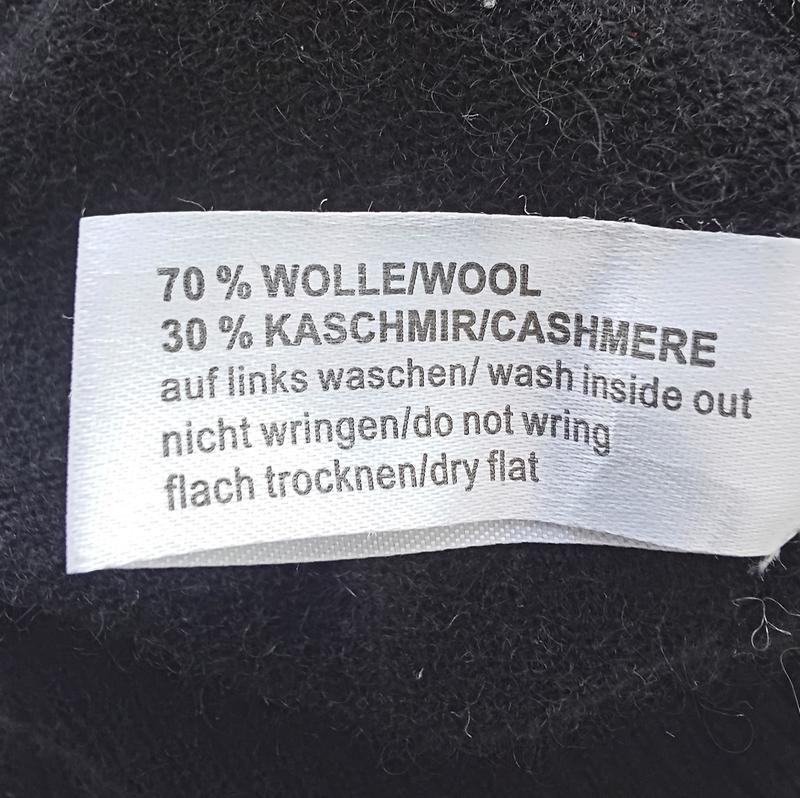 70 % WOLLE/WOOL
30 % KASCHMIR/CASHMERE
auf links waschen/ wash inside out
nicht wringen/do not wring
flach trocknen/dry flat